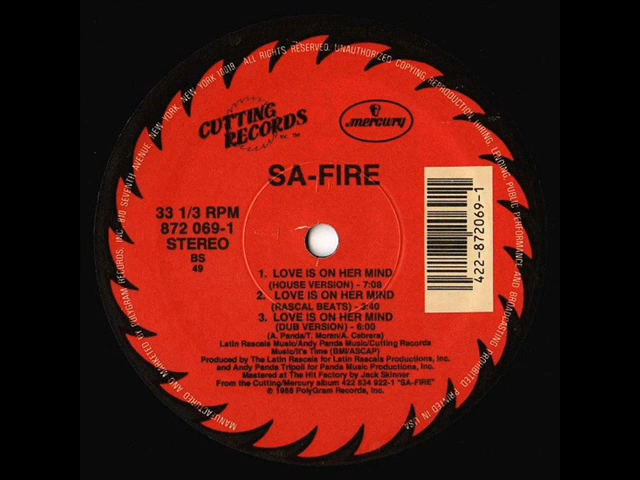 MANUFACTURED AND MARKETED BY POLYGRAM RECORDS, INC. 810 SEVENTH AVENUE, NEW YORK, NEW YORK 10019. ALL RIGHTS RESERVED. UNAUTHORIZED COPYING, REPRODUCTION, HIRING, LENDING, PUBLIC PERFORMANCE AND BROADCASTING PROHIBITED. PRINTED IN U.S.A.
CUTTING
RECORDS
TM
mercury
SA-FIRE
33 1/3 RPM
872 069-1
STEREO
BS
49
422-872069-1
1. LOVE IS ON HER MIND
(HOUSE VERSION) - 7:08
2. LOVE IS ON HER MIND
(RASCAL BEATS) - 3:40
3. LOVE IS ON HER MIND
(DUB VERSION) - 6:00
(A. Panda/T. Moran/A. Cabrera)
Latin Rascals Music/Andy Panda Music/Cutting Records
Music/It's Time (BMI/ASCAP)
Produced by The Latin Rascals for Latin Rascals Productions, Inc.
and Andy Panda Tripoli for Panda Music Productions, Inc.
Mastered at The Hit Factory by Jack Skinner
From the Cutting/Mercury album 422 834 922-1 "SA-FIRE"
℗ 1988 PolyGram Records, Inc.